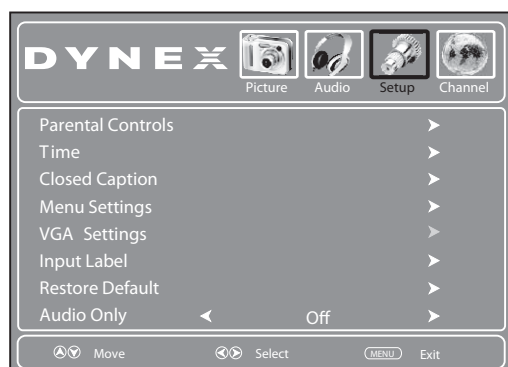 DYNEX
Picture Audio Setup Channel
Parental Controls
Time
Closed Caption
Menu Settings
VGA Settings
Input Label
Restore Default
Audio Only Off
Move Select MENU Exit